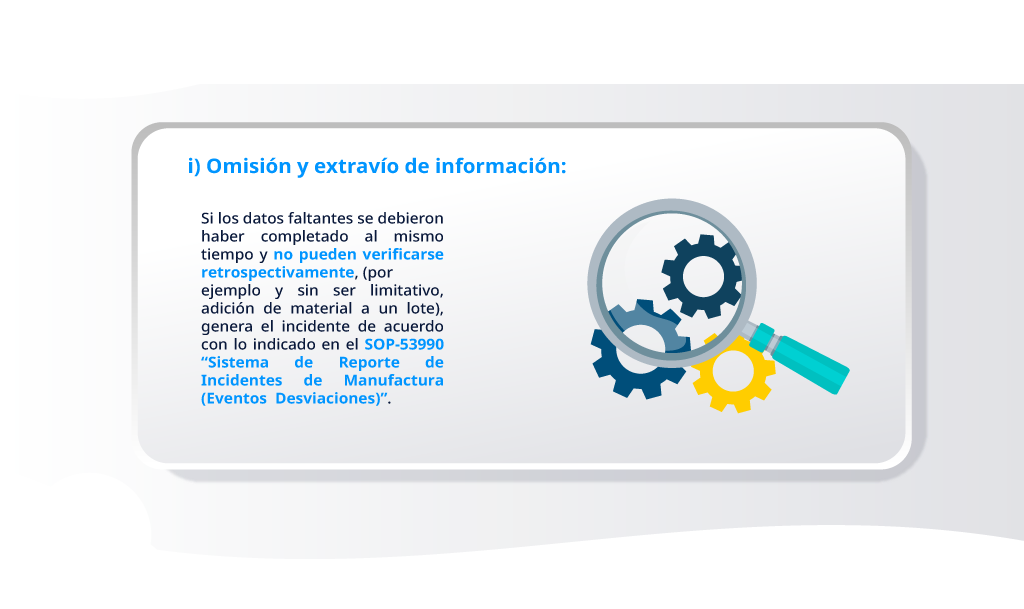 i) Omisión y extravío de información:
Si los datos faltantes se debieron
haber completado al mismo
tiempo y no pueden verificarse
retrospectivamente, (por
ejemplo y sin ser limitativo,
adición de material a un lote),
genera el incidente de acuerdo
con lo indicado en el SOP-53990
“Sistema de Reporte de
Incidentes de Manufactura
(Eventos Desviaciones)”.